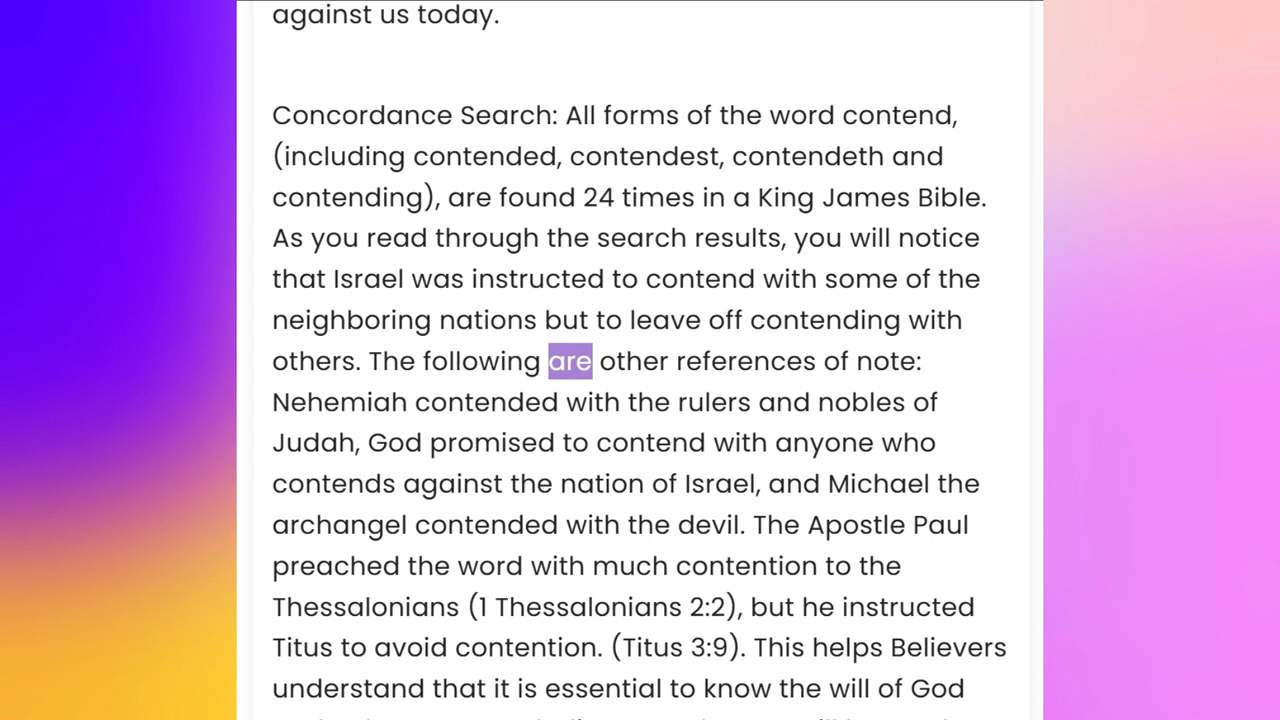 against us today.
Concordance Search: All forms of the word contend,
(including contended, contendest, contendeth and
contending), are found 24 times in a King James Bible.
As you read through the search results, you will notice
that Israel was instructed to contend with some of the
neighboring nations but to leave off contending with
others. The following are other references of note:
Nehemiah contended with the rulers and nobles of
Judah, God promised to contend with anyone who
contends against the nation of Israel, and Michael the
archangel contended with the devil. The Apostle Paul
preached the word with much contention to the
Thessalonians (1 Thessalonians 2:2), but he instructed
Titus to avoid contention. (Titus 3:9). This helps Believers
understand that it is essential to know the will of God